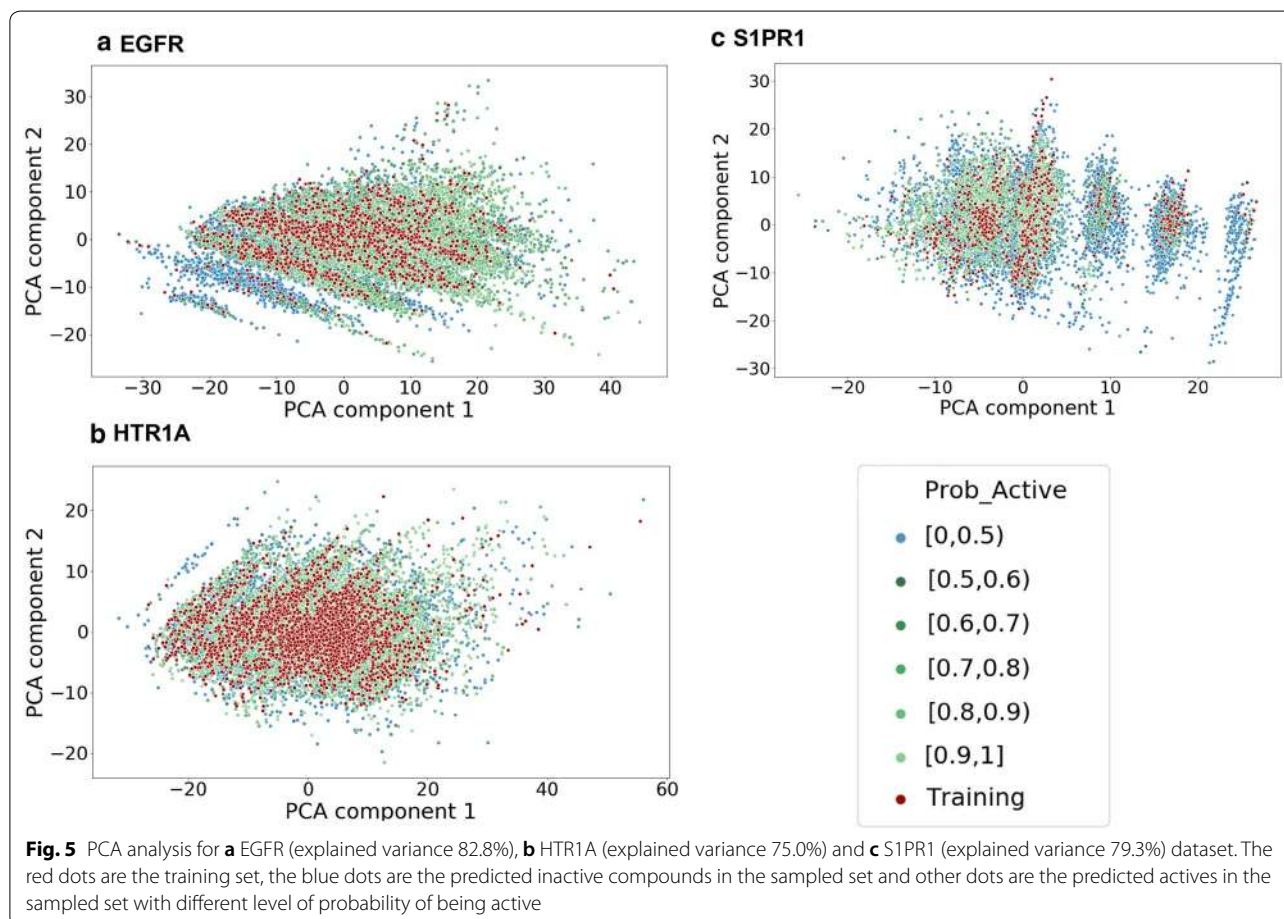 a EGFR
30
20
10
0
−10
−20
PCA component 2
−30 −20 −10 0 10 20 30 40
PCA component 1
c S1PR1
30
20
10
0
−10
−20
−30
PCA component 2
−20 −10 0 10 20
PCA component 1
b HTR1A
20
10
0
−10
−20
PCA component 2
−20 0 20 40 60
PCA component 1
Prob_Active
[0,0.5)
[0.5,0.6)
[0.6,0.7)
[0.7,0.8)
[0.8,0.9)
[0.9,1]
Training
Fig. 5 PCA analysis for a EGFR (explained variance 82.8%), b HTR1A (explained variance 75.0%) and c S1PR1 (explained variance 79.3%) dataset. The
red dots are the training set, the blue dots are the predicted inactive compounds in the sampled set and other dots are the predicted actives in the
sampled set with different level of probability of being active